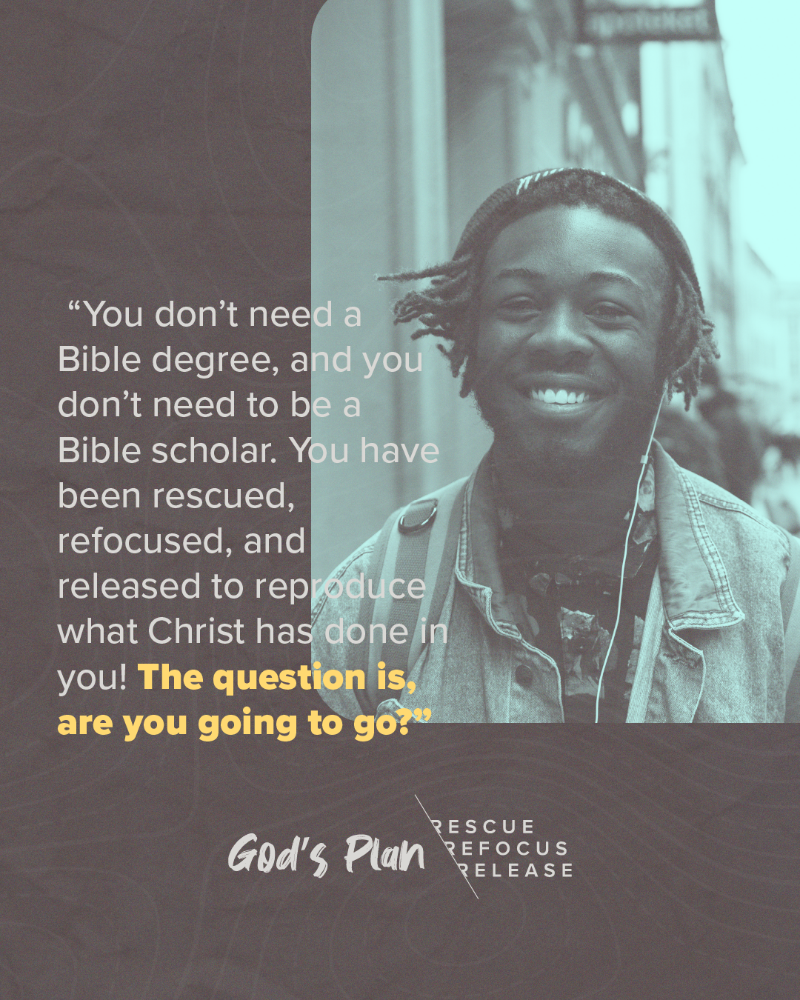 “You don’t need a
Bible degree, and you
don’t need to be a
Bible scholar. You have
been rescued,
refocused, and
released to reproduce
what Christ has done in
you! The question is,
are you going to go?”
God's Plan
RESCUE
REFOCUS
RELEASE